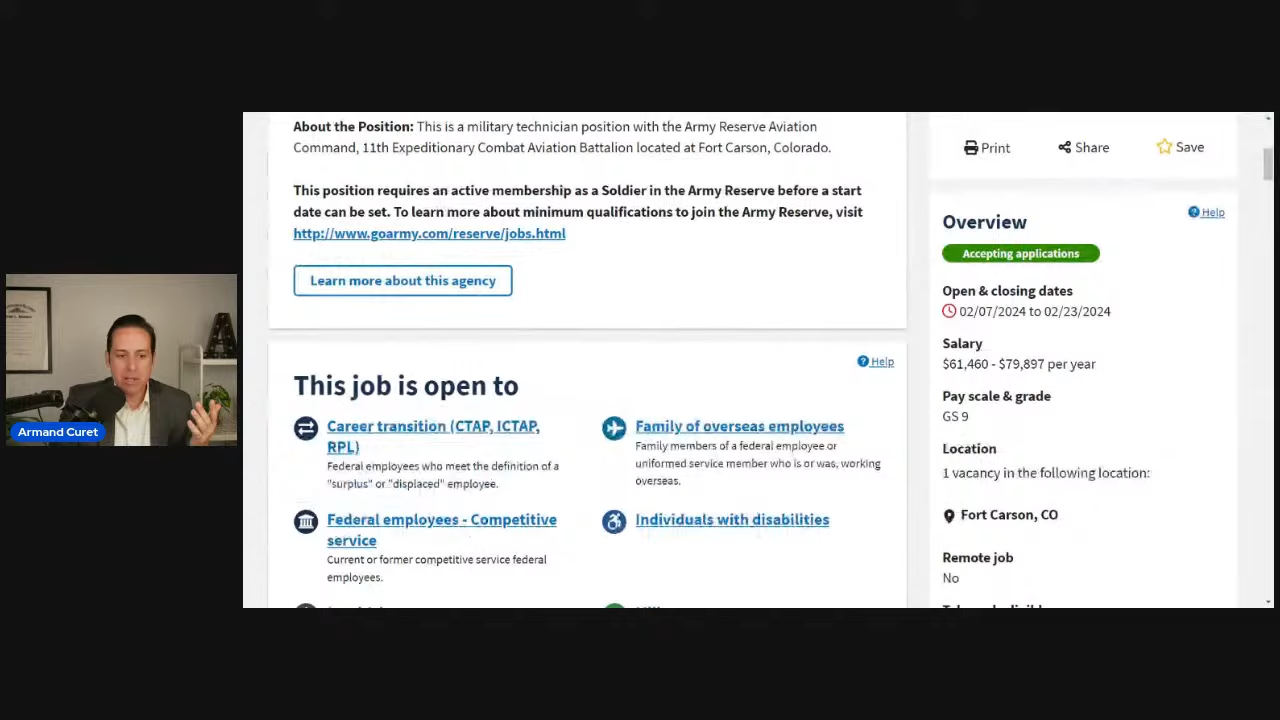 About the Position: This is a military technician position with the Army Reserve Aviation
Command, 11th Expeditionary Combat Aviation Battalion located at Fort Carson, Colorado.
This position requires an active membership as a Soldier in the Army Reserve before a start
date can be set. To learn more about minimum qualifications to join the Army Reserve, visit
http://www.goarmy.com/reserve/jobs.html
Learn more about this agency
Help
This job is open to
Career transition (CTAP, ICTAP,
RPL)
Federal employees who meet the definition of a
"surplus" or "displaced" employee.
Family of overseas employees
Family members of a federal employee or
uniformed service member who is or was, working
overseas.
Federal employees - Competitive
service
Current or former competitive service federal
employees.
Individuals with disabilities
Print
Share
Save
Help
Overview
Accepting applications
Open & closing dates
02/07/2024 to 02/23/2024
Salary
$61,460 - $79,897 per year
Pay scale & grade
GS 9
Location
1 vacancy in the following location:
Fort Carson, CO
Remote job
No
Armand Curet
A